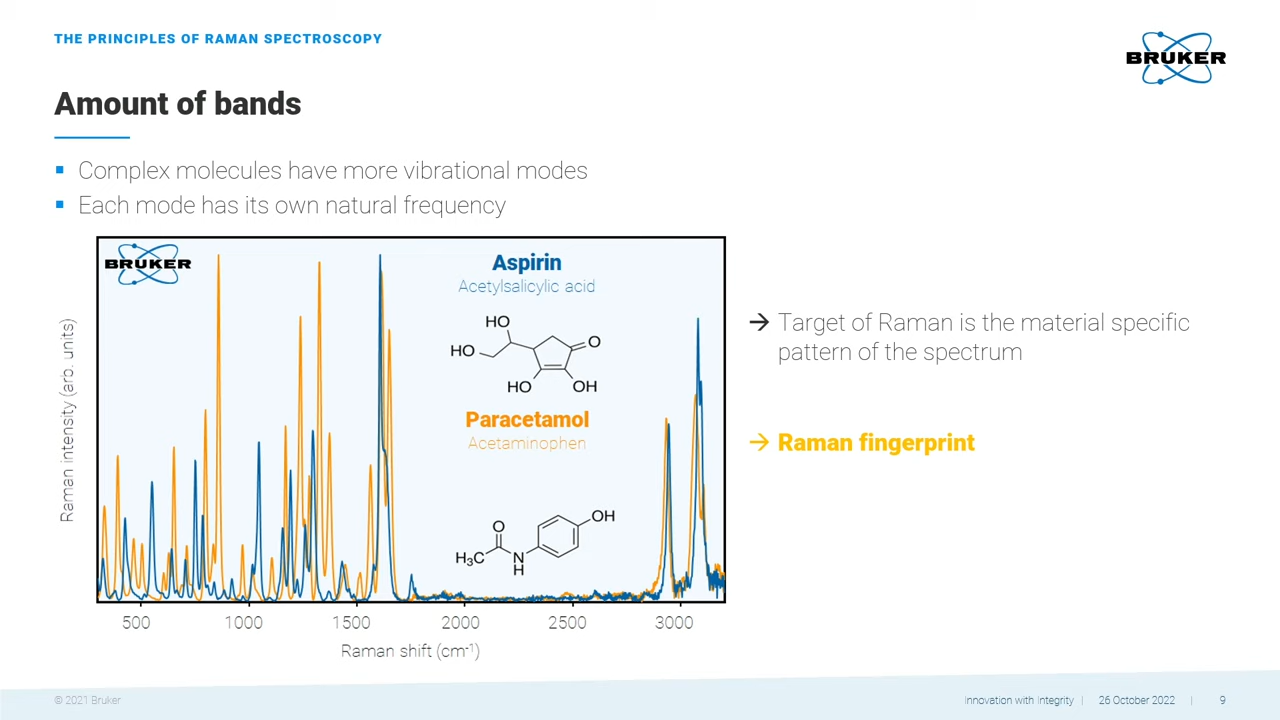 THE PRINCIPLES OF RAMAN SPECTROSCOPY
BRUKER
Amount of bands
▪ Complex molecules have more vibrational modes
▪ Each mode has its own natural frequency
BRUKER
Aspirin
Acetylsalicylic acid
HO
HO
O
HO
OH
Paracetamol
Acetaminophen
O
OH
H₃C
N
H
Raman intensity (arb. units)
500 1000 1500 2000 2500 3000
Raman shift (cm⁻¹)
→ Target of Raman is the material specific
pattern of the spectrum
→ Raman fingerprint
© 2021 Bruker
Innovation with Integrity | 26 October 2022 | 9